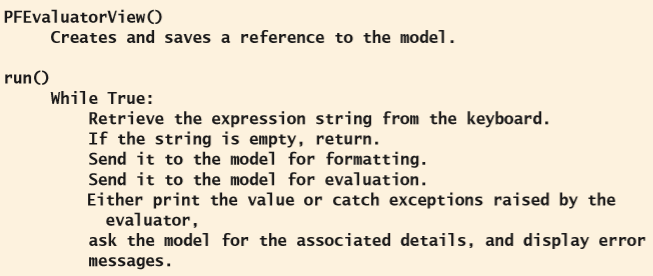 PFEvaluatorView()
Creates and saves a reference to the model.
run()
While True:
Retrieve the expression string from the keyboard.
If the string is empty, return.
Send it to the model for formatting.
Send it to the model for evaluation.
Either print the value or catch exceptions raised by the
evaluator,
ask the model for the associated details, and display error
messages.